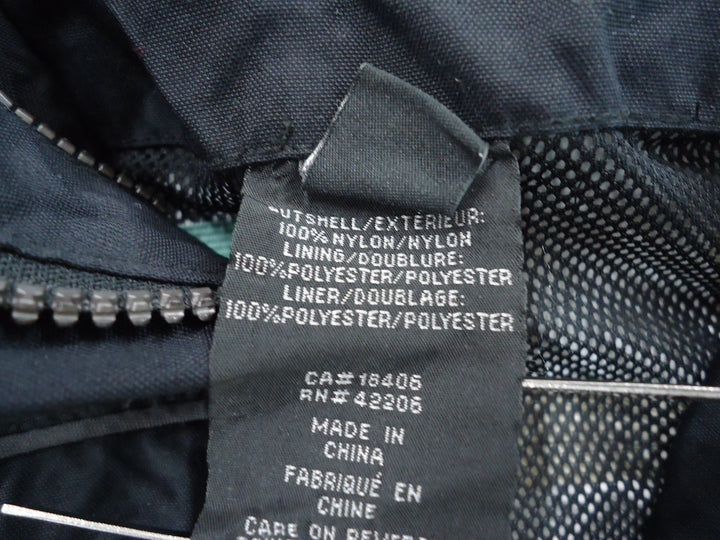 OUTSHELL/EXTÉRIEUR:
100% NYLON/NYLON
LINING/DOUBLURE:
100%POLYESTER/POLYESTER
LINER/DOUBLAGE:
100%POLYESTER/POLYESTER
CA# 18406
RN# 42206
MADE IN
CHINA
FABRIQUÉ EN
CHINE
CARE ON